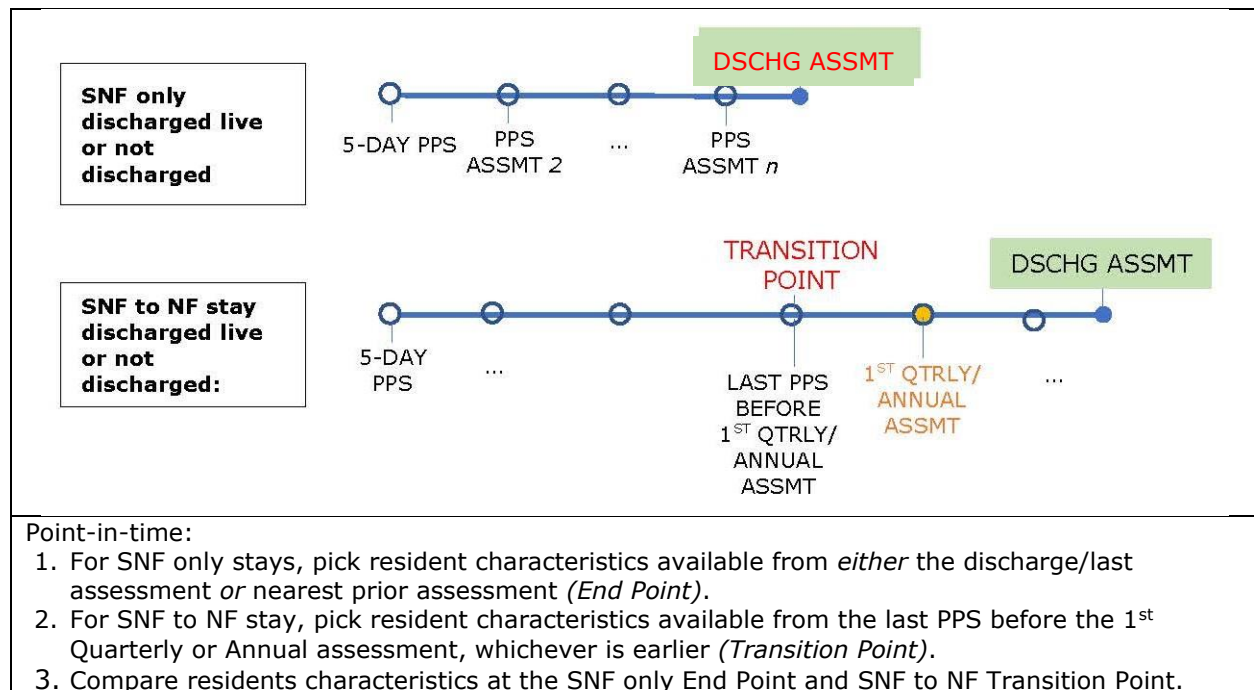 DSCHG ASSMT
SNF only
discharged live
or not
discharged
5-DAY PPS
PPS
ASSMT 2
...
PPS
ASSMT n
TRANSITION
POINT
DSCHG ASSMT
SNF to NF stay
discharged live
or not
discharged:
5-DAY
PPS
...
LAST PPS
BEFORE
1ST QTRLY/
ANNUAL
ASSMT
1ST QTRLY/
ANNUAL
ASSMT
...
Point-in-time:
1. For SNF only stays, pick resident characteristics available from either the discharge/last
assessment or nearest prior assessment (End Point).
2. For SNF to NF stay, pick resident characteristics available from the last PPS before the 1st
Quarterly or Annual assessment, whichever is earlier (Transition Point).
3. Compare residents characteristics at the SNF only End Point and SNF to NF Transition Point.